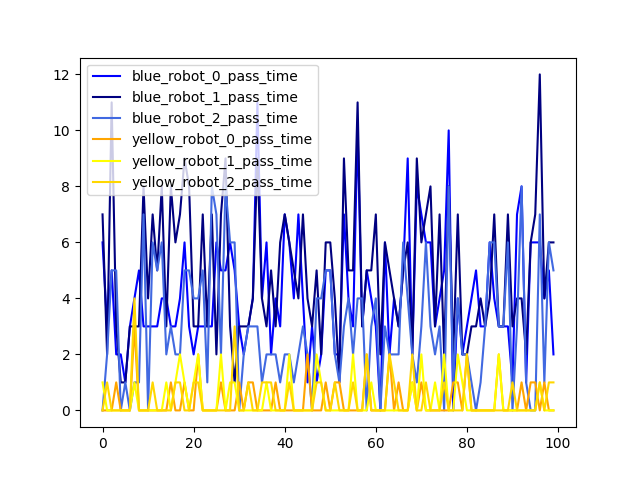 12
10
8
6
4
2
0
blue_robot_0_pass_time
blue_robot_1_pass_time
blue_robot_2_pass_time
yellow_robot_0_pass_time
yellow_robot_1_pass_time
yellow_robot_2_pass_time
0 20 40 60 80 100